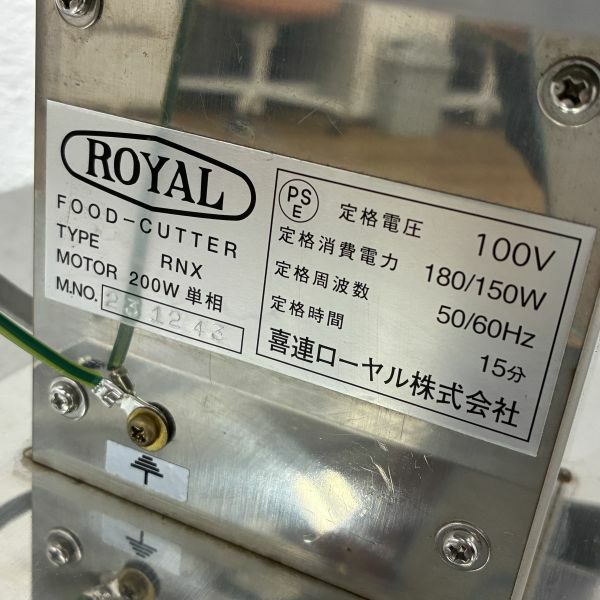 ROYAL
FOOD-CUTTER
TYPE RNX
MOTOR 200W 単相
M.NO. 231243
PSE 定格電圧 100V
定格消費電力 180/150W
定格周波数 50/60Hz
定格時間 15分
喜連ローヤル株式会社